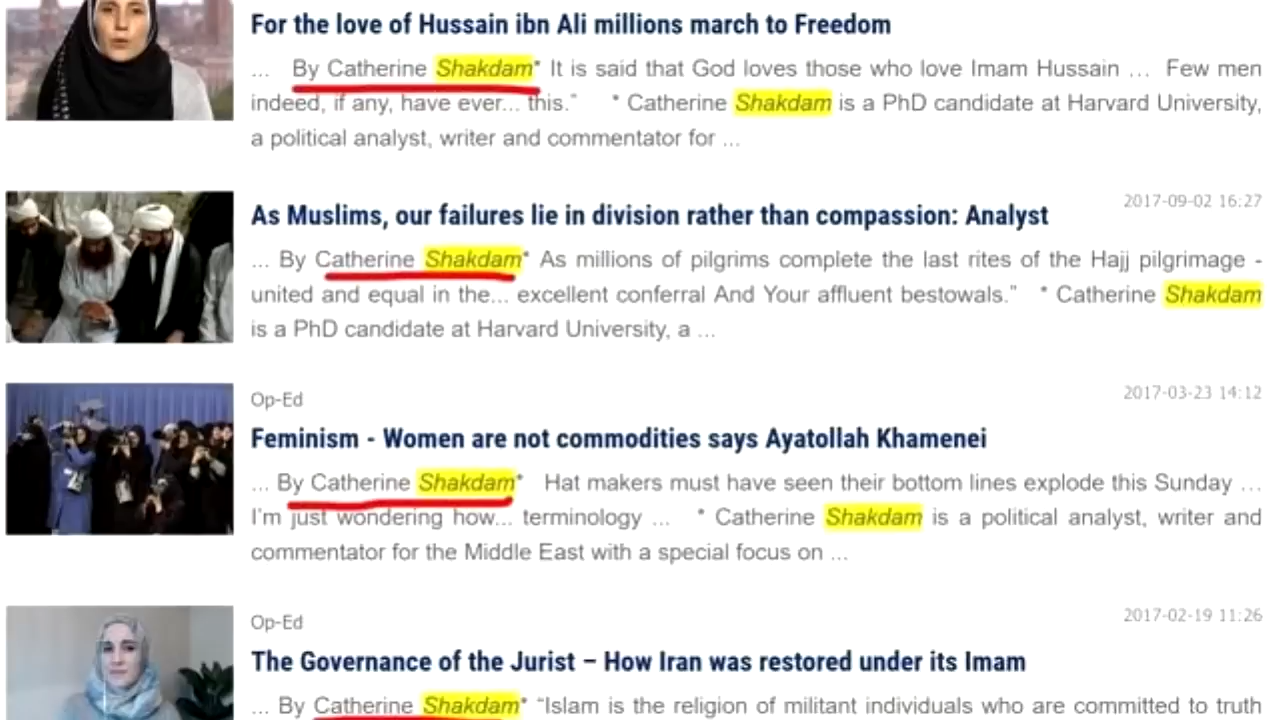 For the love of Hussain ibn Ali millions march to Freedom
... By Catherine Shakdam* It is said that God loves those who love Imam Hussain ... Few men
indeed, if any, have ever... this.” * Catherine Shakdam is a PhD candidate at Harvard University,
a political analyst, writer and commentator for ...
2017-09-02 16:27
As Muslims, our failures lie in division rather than compassion: Analyst
... By Catherine Shakdam* As millions of pilgrims complete the last rites of the Hajj pilgrimage -
united and equal in the... excellent conferral And Your affluent bestowals.” * Catherine Shakdam
is a PhD candidate at Harvard University, a ...
Op-Ed 2017-03-23 14:12
Feminism - Women are not commodities says Ayatollah Khamenei
... By Catherine Shakdam* Hat makers must have seen their bottom lines explode this Sunday ...
I'm just wondering how... terminology ... * Catherine Shakdam is a political analyst, writer and
commentator for the Middle East with a special focus on ...
Op-Ed 2017-02-19 11:26
The Governance of the Jurist – How Iran was restored under its Imam
... By Catherine Shakdam* “Islam is the religion of militant individuals who are committed to truth